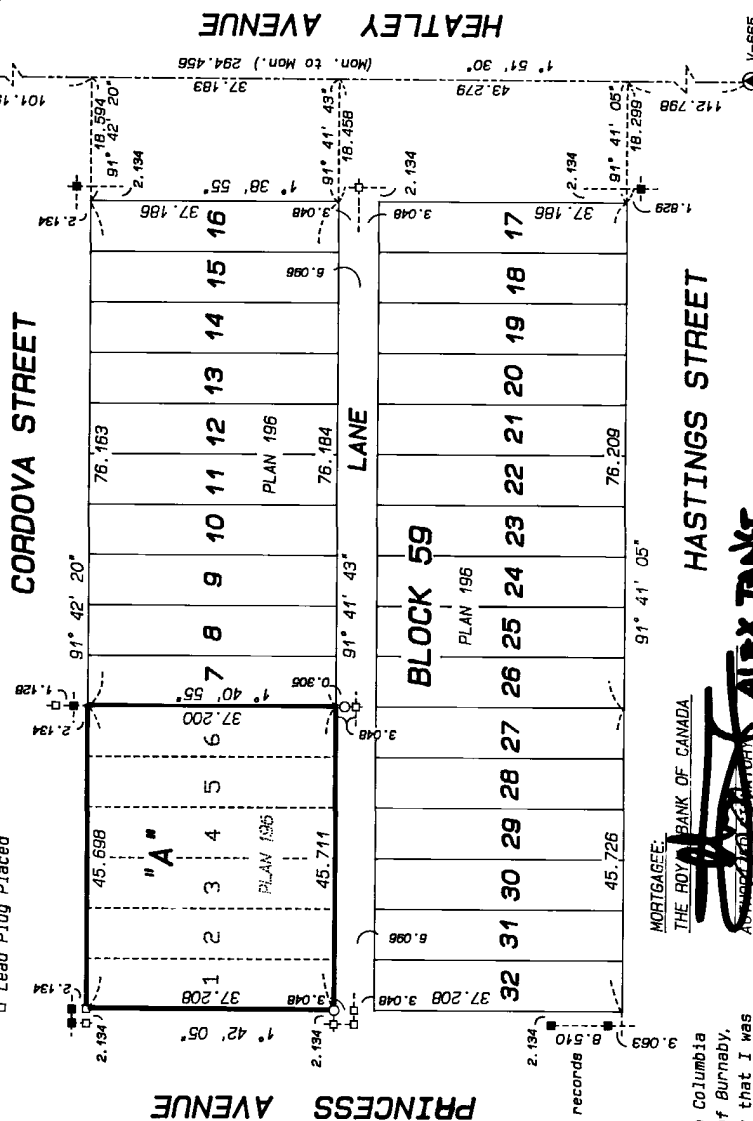 □ Lead Plug Placed
CORDOVA STREET
HEATLEY AVENUE
PRINCESS AVENUE
HASTINGS STREET
101.19
18.594
91° 42' 20"
37.183
(Mon. to Mon.) 294.456
91° 41' 43"
18.458
1° 51' 30"
43.279
91° 41' 05"
18.299
112.798
V-665
2.134
2.134
37.186
1° 38' 55"
3.048
2.134
3.048
6.096
37.186
2.134
1.829
91° 42' 20"
76.163
PLAN 196
7 8 9 10 11 12 13 14 15 16
76.184
91° 41' 43"
LANE
1.128
2.134
1° 40' 55"
37.200
0.305
3.048
45.698
"A"
1 2 3 4 5 6
PLAN 196
45.711
2.134
2.134
37.208
1° 42' 05"
3.048
2.134
6.096
3.048
37.208
BLOCK 59
PLAN 196
32 31 30 29 28 27 26 25 24 23 22 21 20 19 18 17
45.726
91° 41' 05"
76.209
2.134
8.510
3.063
records
MORTGAGEE:
THE ROY BANK OF CANADA
Columbia
of Burnaby,
that I was